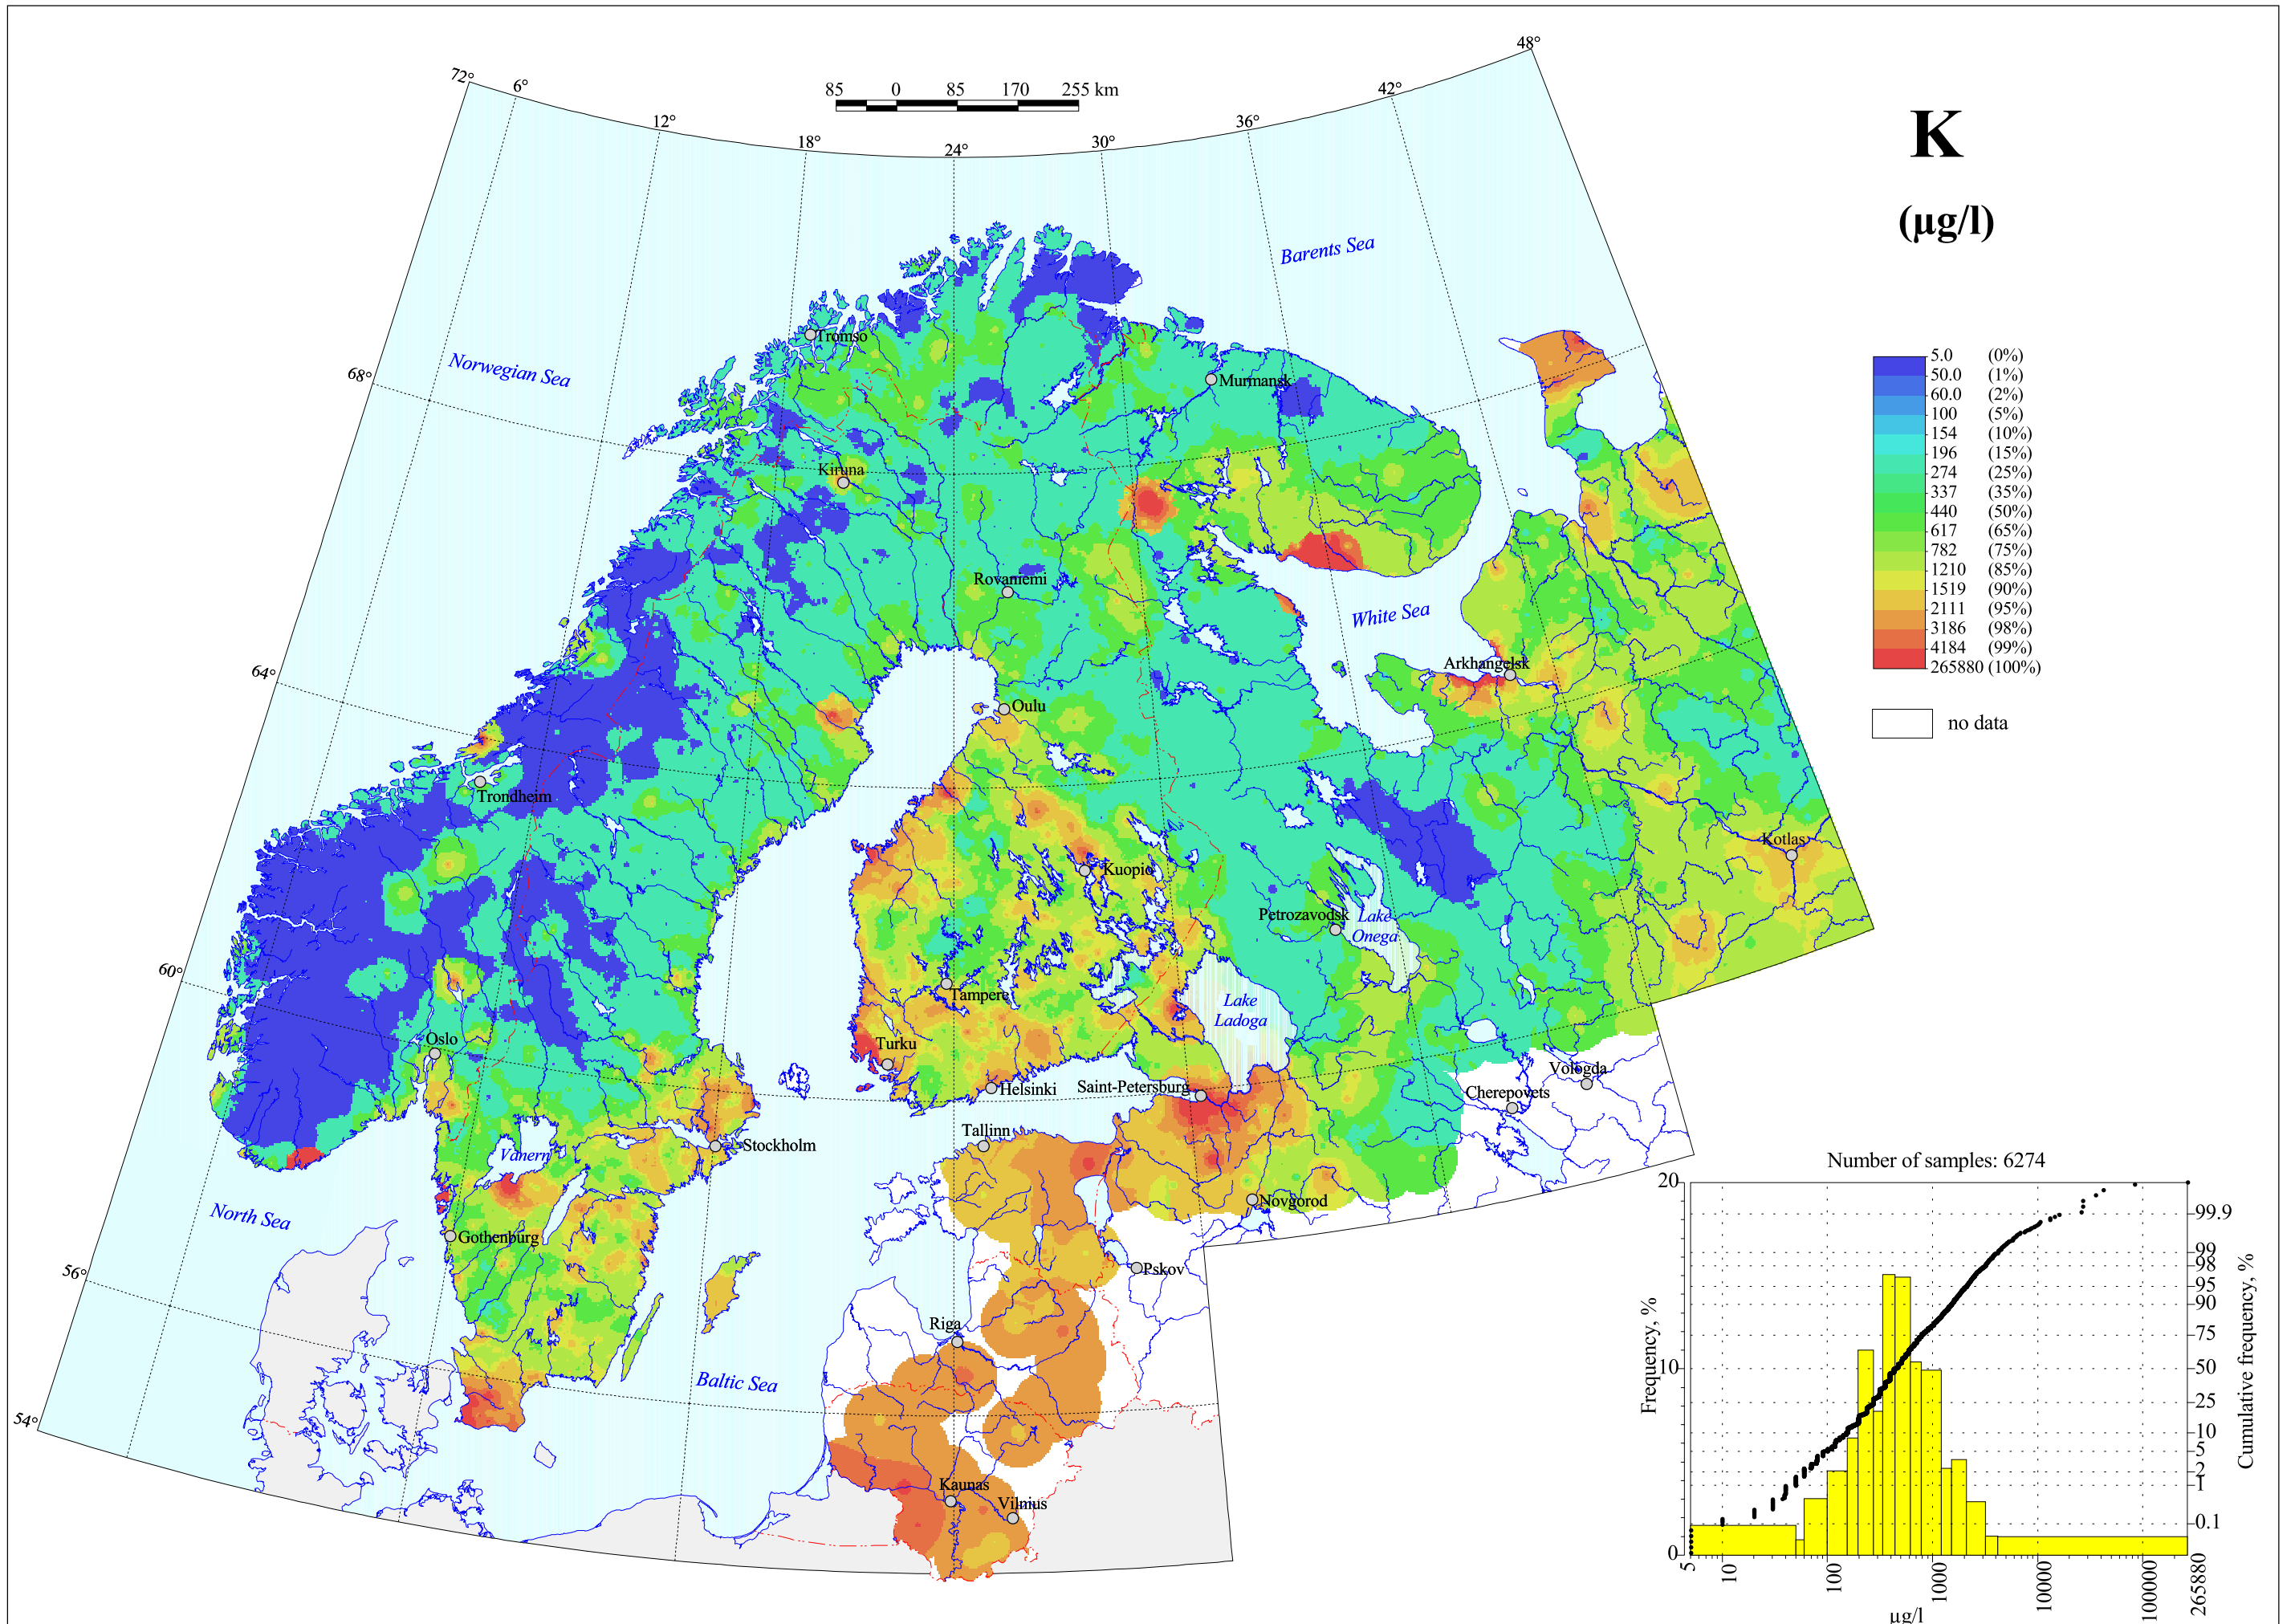 48°
72°
6°
42°
85 0 85 170 255 km
12°
36°
18°
24°
30°
K
(µg/l)
Barents Sea
Tromso
Norwegian Sea
68°
Murmansk
5.0 (0%)
50.0 (1%)
60.0 (2%)
100 (5%)
154 (10%)
196 (15%)
274 (25%)
337 (35%)
440 (50%)
617 (65%)
782 (75%)
1210 (85%)
1519 (90%)
2111 (95%)
3186 (98%)
4184 (99%)
265880 (100%)
no data
Kiruna
Rovaniemi
White Sea
64°
Arkhangelsk
Oulu
Trondheim
Kotlas
Kuopio
Petrozavodsk
Lake
Onega
60°
Tampere
Lake
Ladoga
Oslo
Turku
Helsinki
Saint-Petersburg
Vologda
Cherepovets
Tallinn
Stockholm
Vänern
Novgorod
North Sea
Gothenburg
Pskov
56°
Riga
Baltic Sea
54°
Kaunas
Vilnius
Number of samples: 6274
20
10
0
Frequency, %
99.9
99
98
95
90
75
50
25
10
5
2
1
0.1
Cumulative frequency, %
5
10
100
1000
10000
100000
265880
µg/l